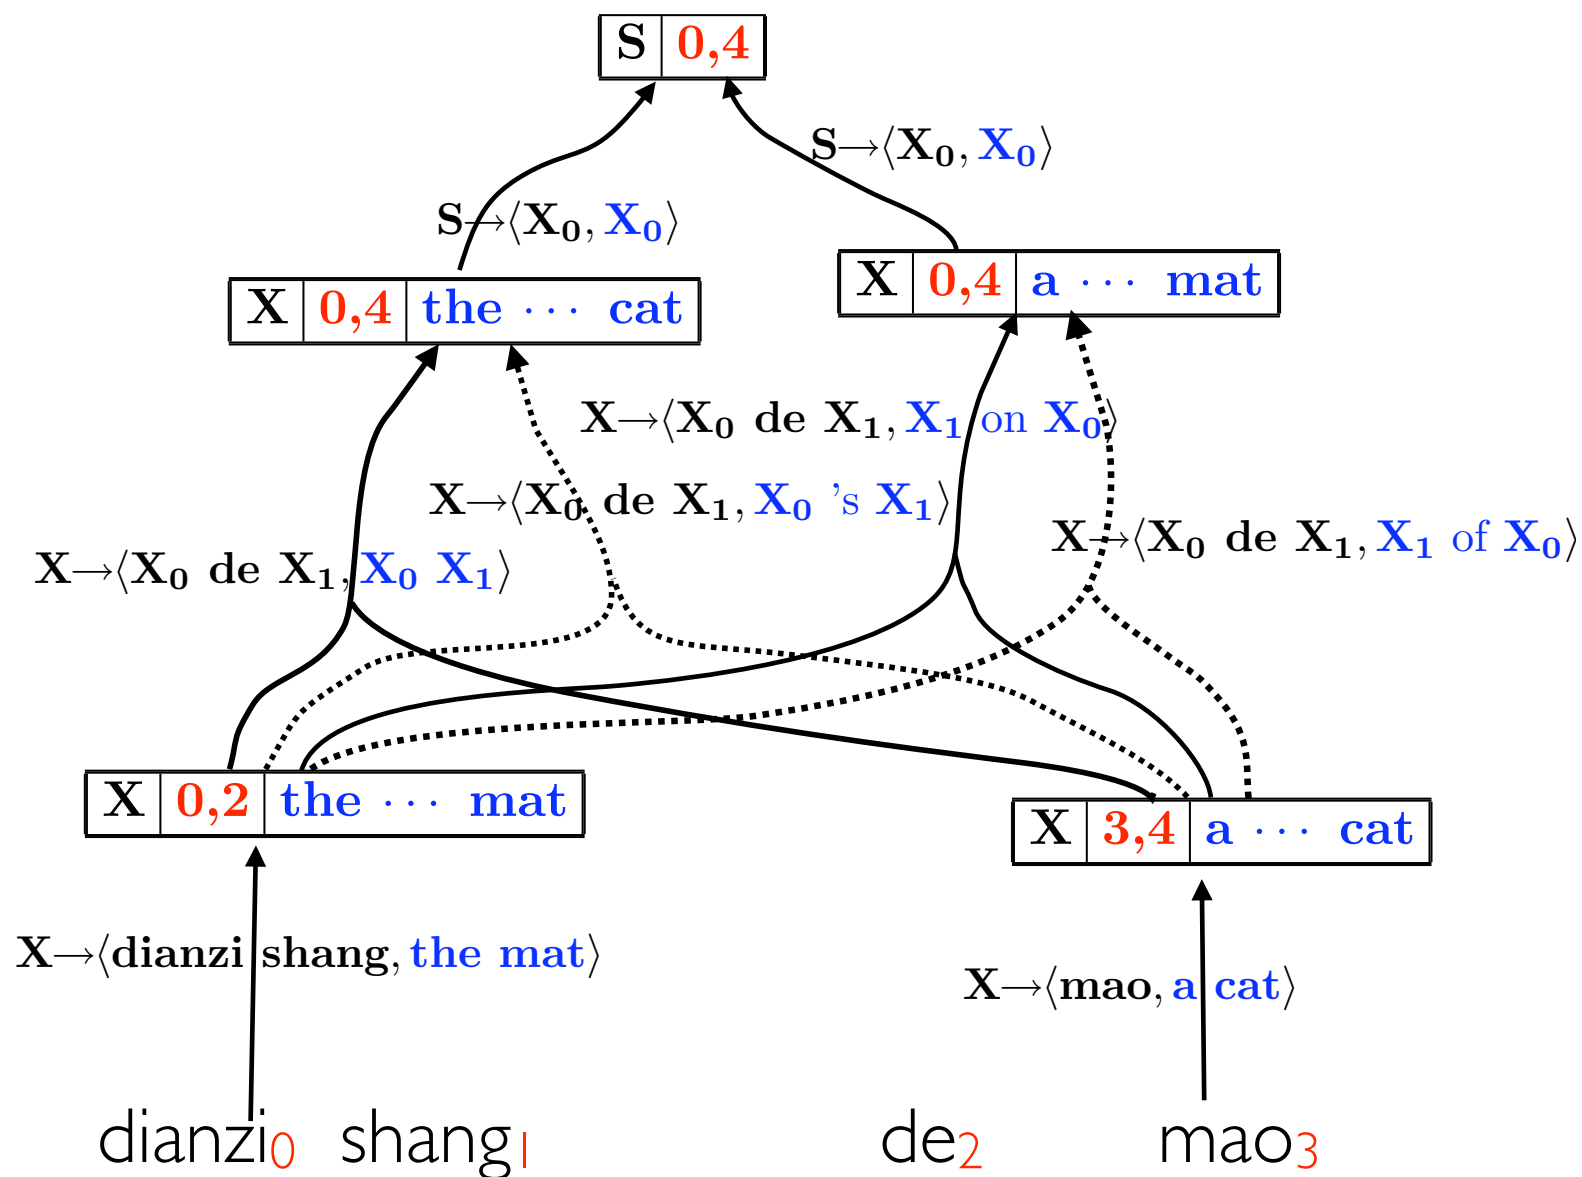 S 0,4
S→⟨X₀, X₀⟩
S→⟨X₀, X₀⟩
X 0,4 a ··· mat
X 0,4 the ··· cat
X→⟨X₀ de X₁, X₁ on X₀⟩
X→⟨X₀ de X₁, X₀ 's X₁⟩
X→⟨X₀ de X₁, X₁ of X₀⟩
X→⟨X₀ de X₁, X₀ X₁⟩
X 0,2 the ··· mat
X 3,4 a ··· cat
X→⟨dianzi shang, the mat⟩
X→⟨mao, a cat⟩
dianzi₀ shang₁ de₂ mao₃